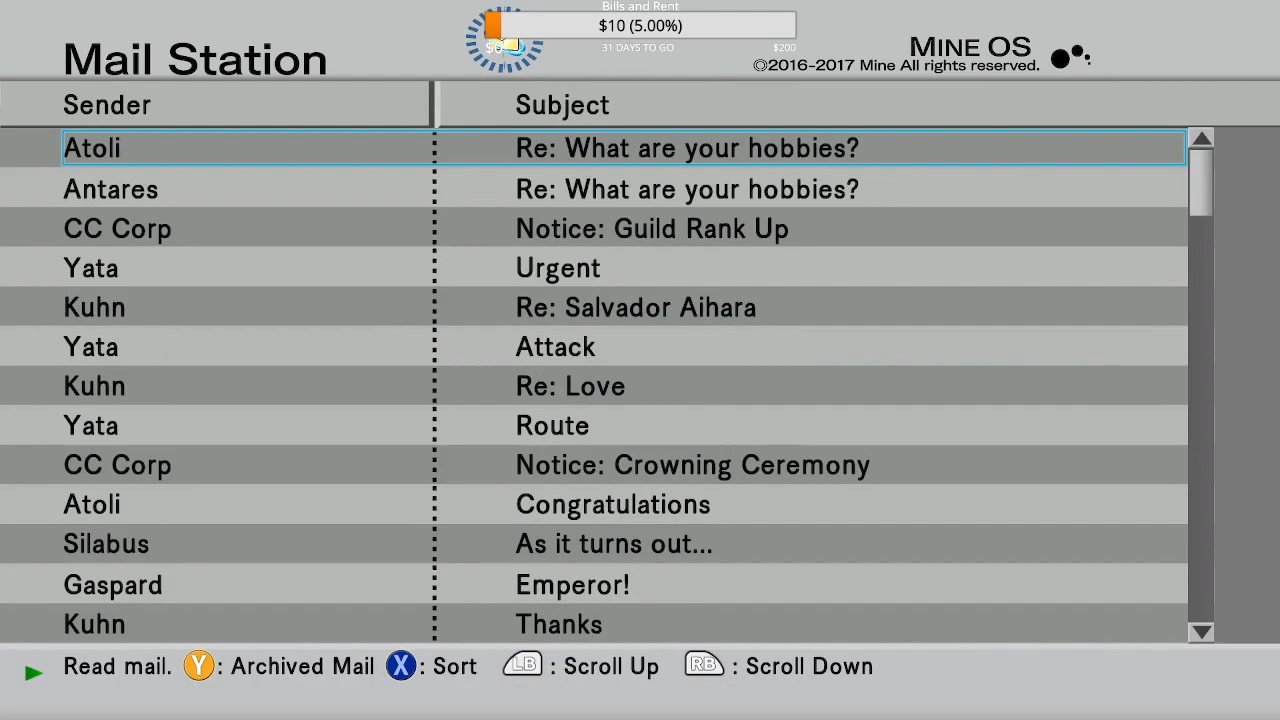 Bills and Rent
$10 (5.00%)
$0
31 DAYS TO GO
$200
Mail Station
MINE OS
©2016-2017 Mine All rights reserved.
Sender
Subject
Atoli
Re: What are your hobbies?
Antares
Re: What are your hobbies?
CC Corp
Notice: Guild Rank Up
Yata
Urgent
Kuhn
Re: Salvador Aihara
Yata
Attack
Kuhn
Re: Love
Yata
Route
CC Corp
Notice: Crowning Ceremony
Atoli
Congratulations
Silabus
As it turns out...
Gaspard
Emperor!
Kuhn
Thanks
Read mail. Y: Archived Mail X: Sort LB : Scroll Up RB : Scroll Down